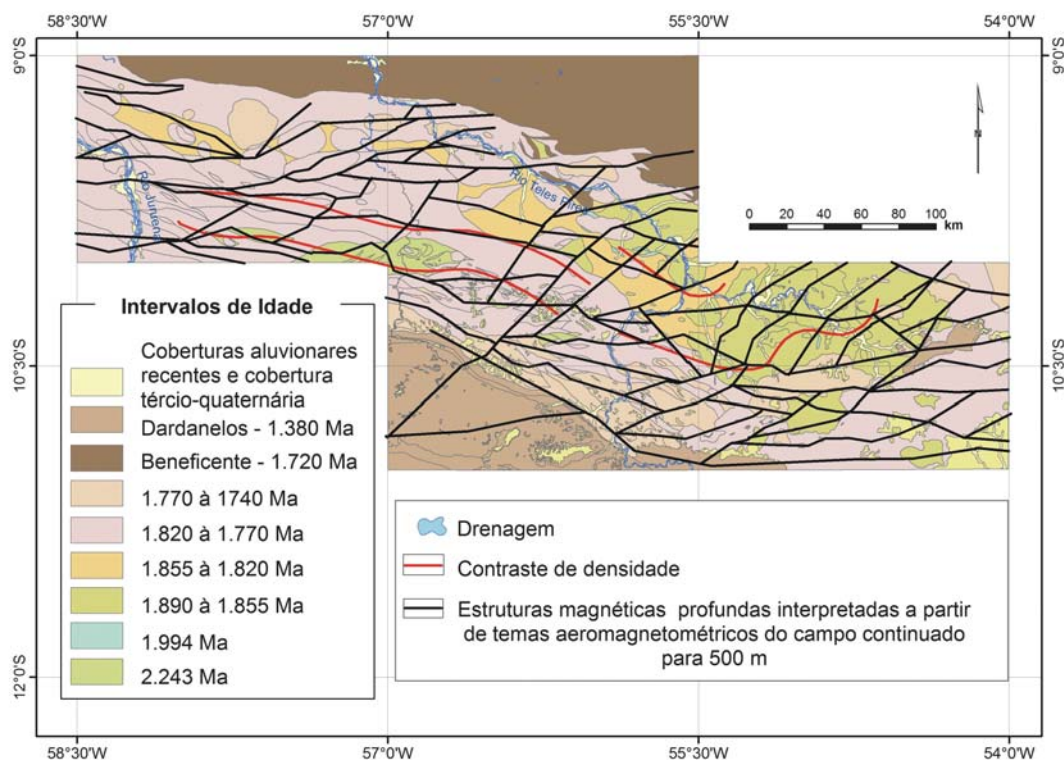 58°30'W
57°0'W
55°30'W
54°0'W
9°0'S
9°0'S
Rio Juruena
Rio Teles Pires
N
0 20 40 60 80 100
km
10°30'S
10°30'S
Intervalos de Idade
Coberturas aluvionares
recentes e cobertura
tércio-quaternária
Dardanelos - 1.380 Ma
Beneficente - 1.720 Ma
1.770 à 1740 Ma
1.820 à 1.770 Ma
1.855 à 1.820 Ma
1.890 à 1.855 Ma
1.994 Ma
2.243 Ma
Drenagem
Contraste de densidade
Estruturas magnéticas profundas interpretadas a partir
de temas aeromagnetométricos do campo continuado
para 500 m
12°0'S
12°0'S
58°30'W
57°0'W
55°30'W
54°0'W